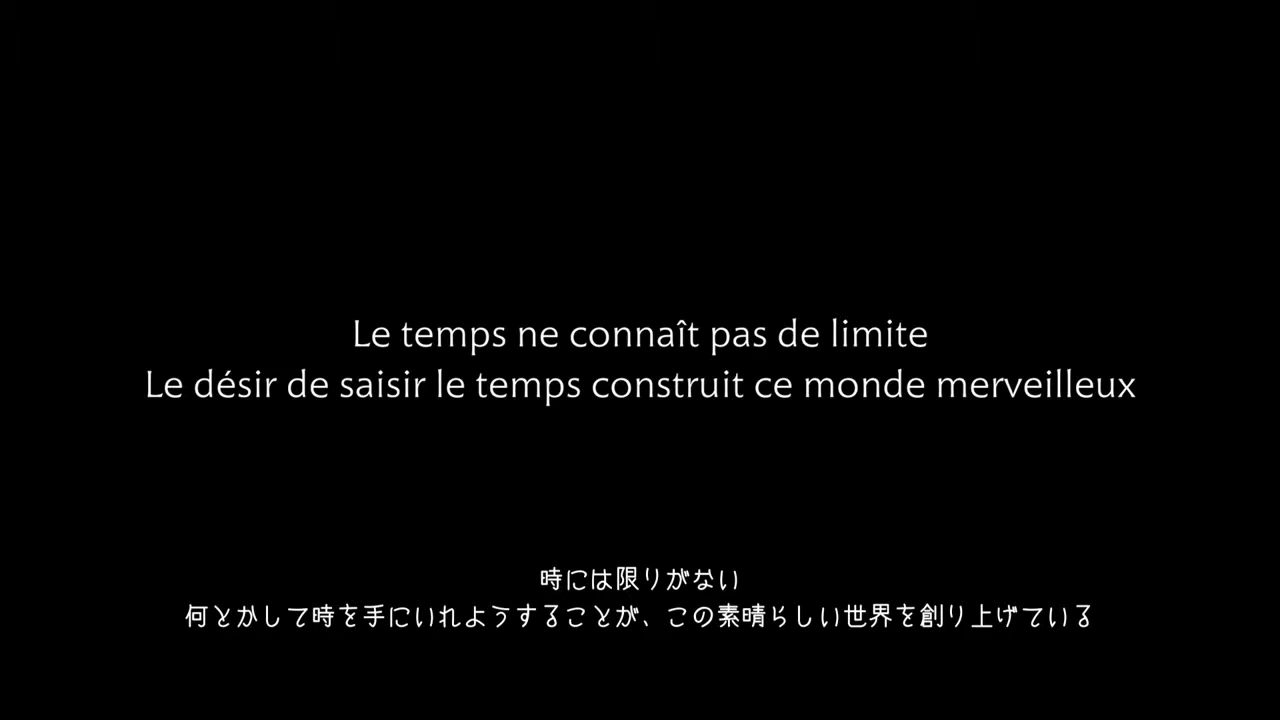 Le temps ne connaît pas de limite
Le désir de saisir le temps construit ce monde merveilleux
時には限りがない
何とかして時を手にいれようすることが、この素晴らしい世界を創り上げている